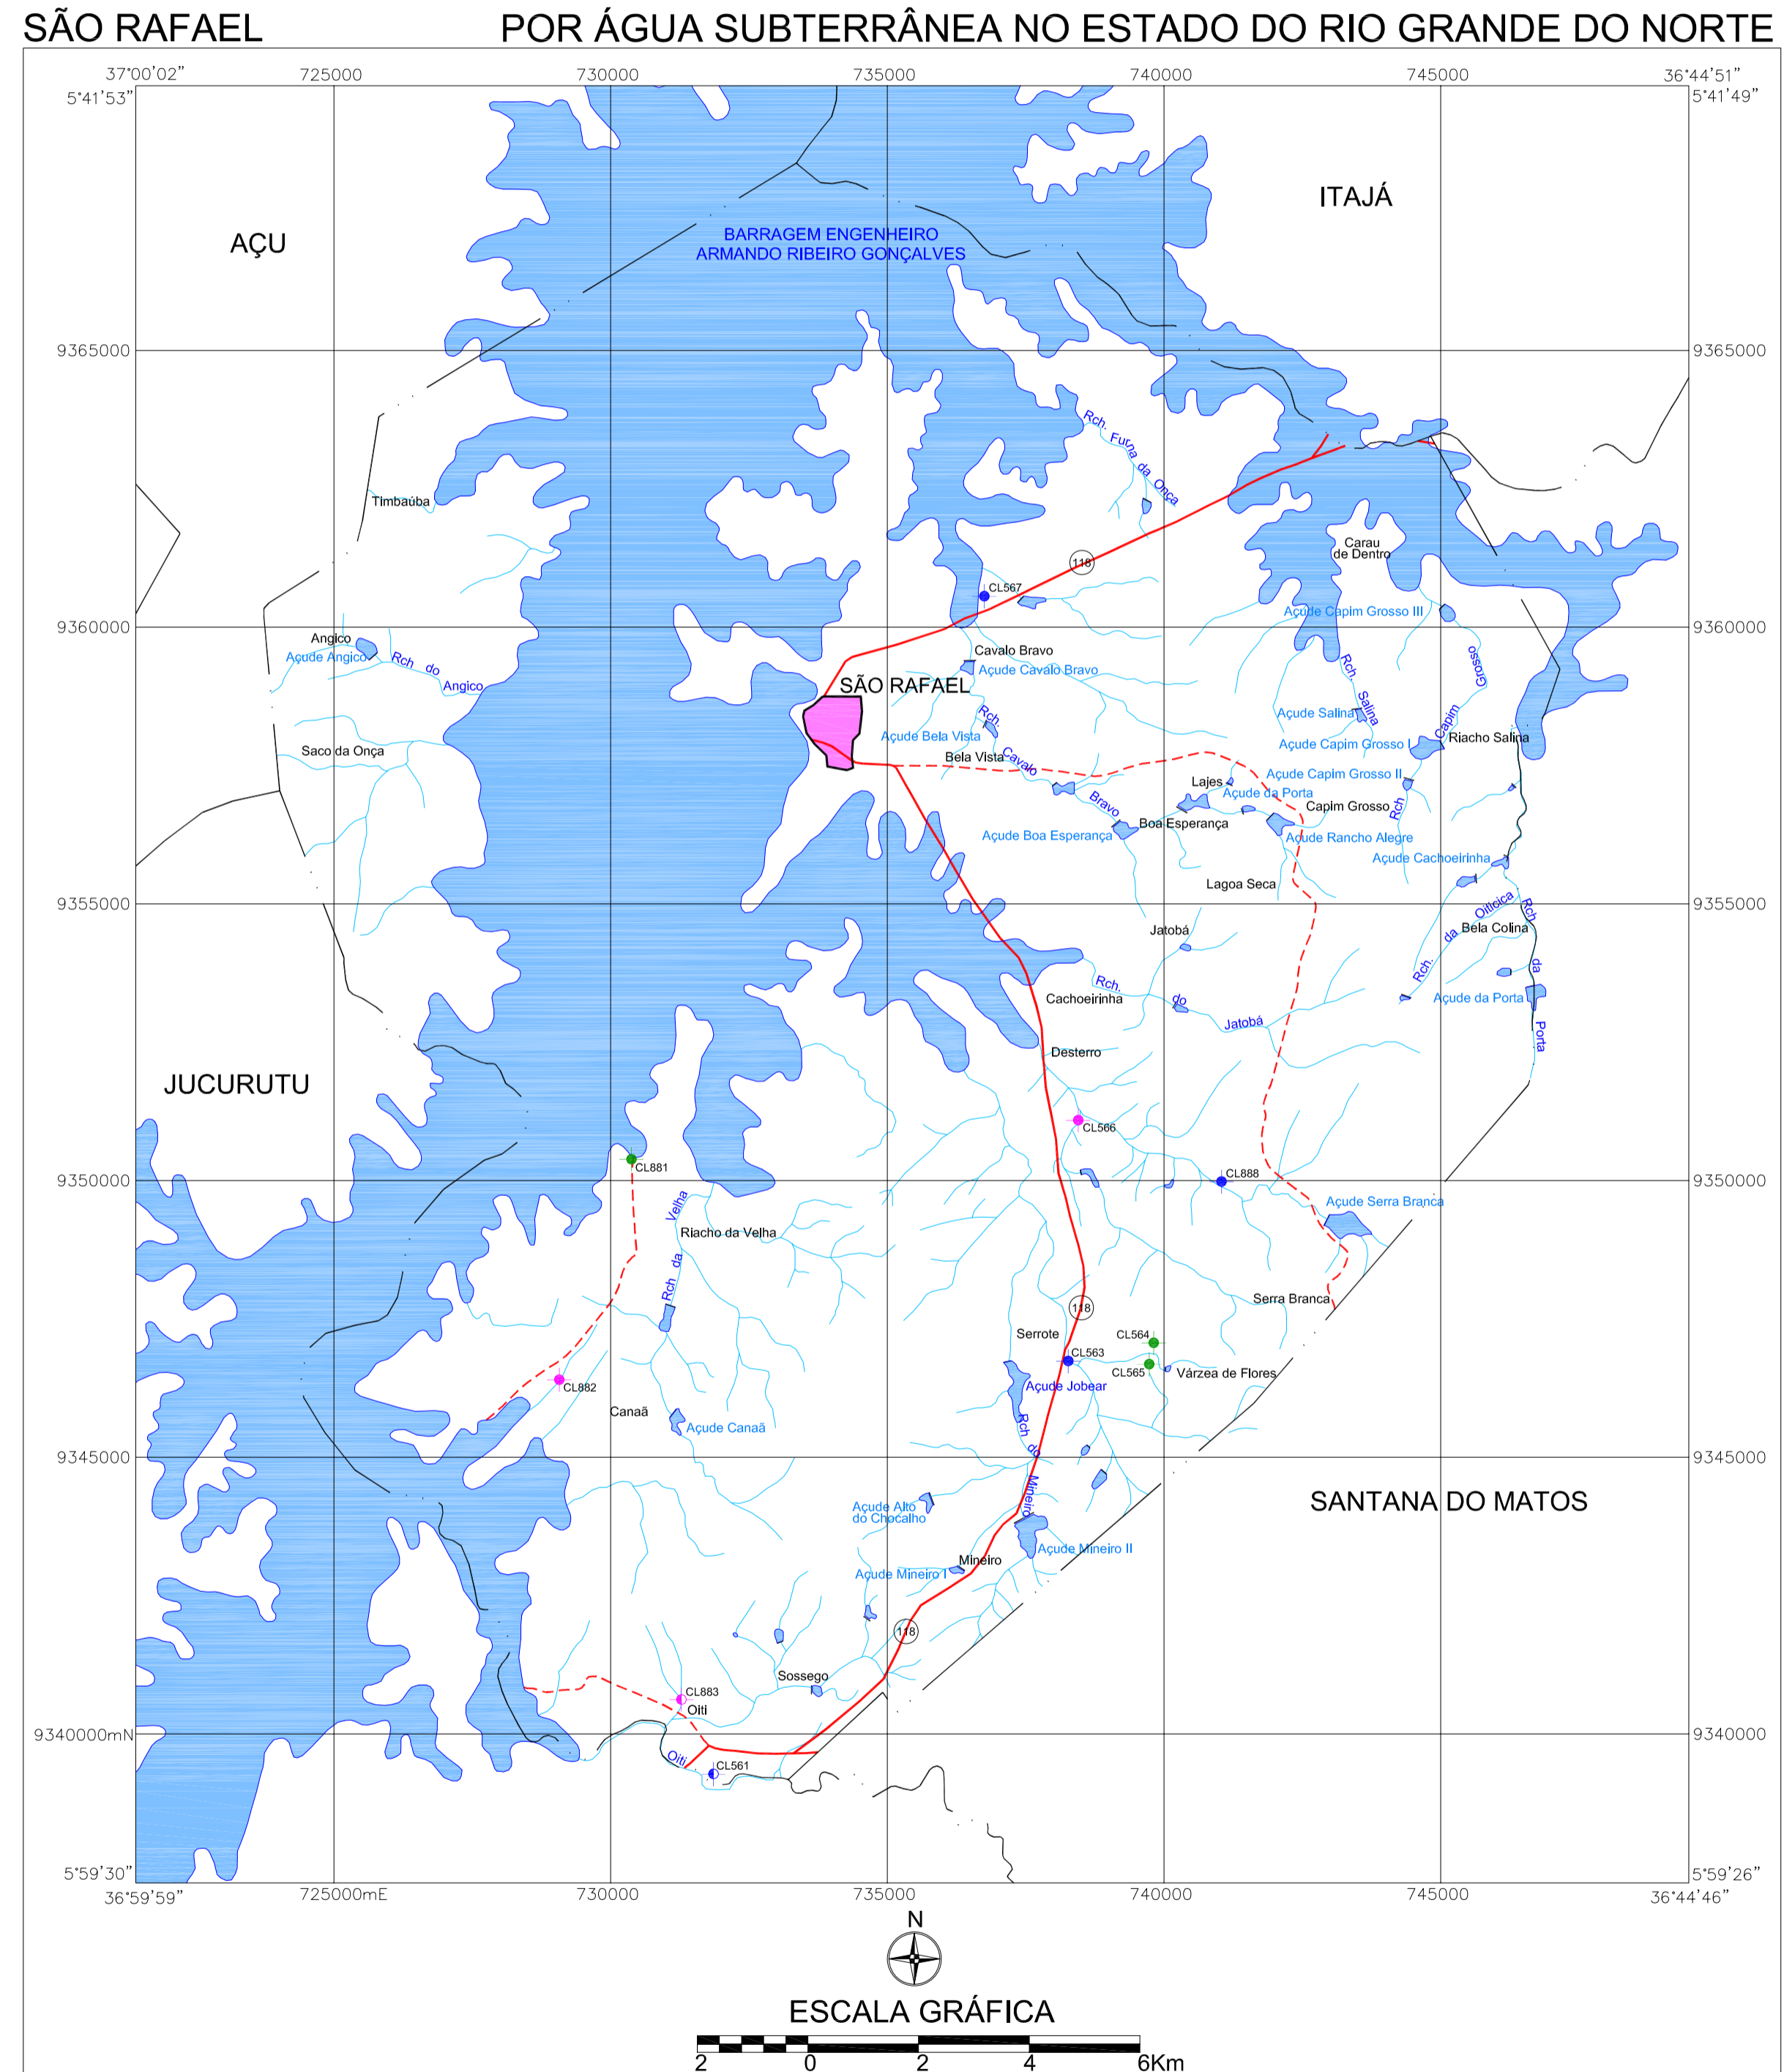 SÃO RAFAEL
POR ÁGUA SUBTERRÂNEA NO ESTADO DO RIO GRANDE DO NORTE
37°00'02"
725000
730000
735000
740000
745000
36°44'51"
5°41'53"
5°41'49"
ITAJÁ
AÇU
BARRAGEM ENGENHEIRO
ARMANDO RIBEIRO GONÇALVES
9365000
9365000
Rch. Furna da Onça
Timbaúba
Carau
de Dentro
118
CL567
Açude Capim Grosso III
9360000
9360000
Angico
Açude Angico
Rch do Angico
Cavalo Bravo
Açude Cavalo Bravo
Rch. Salina
Rch Capim Grosso
SÃO RAFAEL
Rch. Cavalo Bravo
Açude Salina
Açude Bela Vista
Açude Capim Grosso I
Riacho Salina
Saco da Onça
Bela Vista
Açude Capim Grosso II
Lajes
Açude da Porta
Capim Grosso
Boa Esperança
Açude Boa Esperança
Açude Rancho Alegre
Açude Cachoeirinha
Lagoa Seca
9355000
9355000
Rch. da Oiticica
Rch da Porta
Bela Colina
Jatobá
Rch. do Jatobá
Cachoeirinha
Açude da Porta
Desterro
JUCURUTU
CL566
CL881
CL888
9350000
9350000
Açude Serra Branca
Rch da Velha
Riacho da Velha
Serra Branca
118
Serrote
CL564
CL563
CL565
Várzea de Flores
CL882
Açude Jobear
Canaã
Açude Canaã
Rch do Mineiro
9345000
9345000
SANTANA DO MATOS
Açude Alto
do Chocalho
Açude Mineiro II
Mineiro
Açude Mineiro I
118
Sossego
CL883
Oiti
9340000mN
9340000
Oiti
CL561
5°59'30"
5°59'26"
36°59'59"
725000mE
730000
735000
740000
745000
36°44'46"
N
ESCALA GRÁFICA
2 0 2 4 6Km